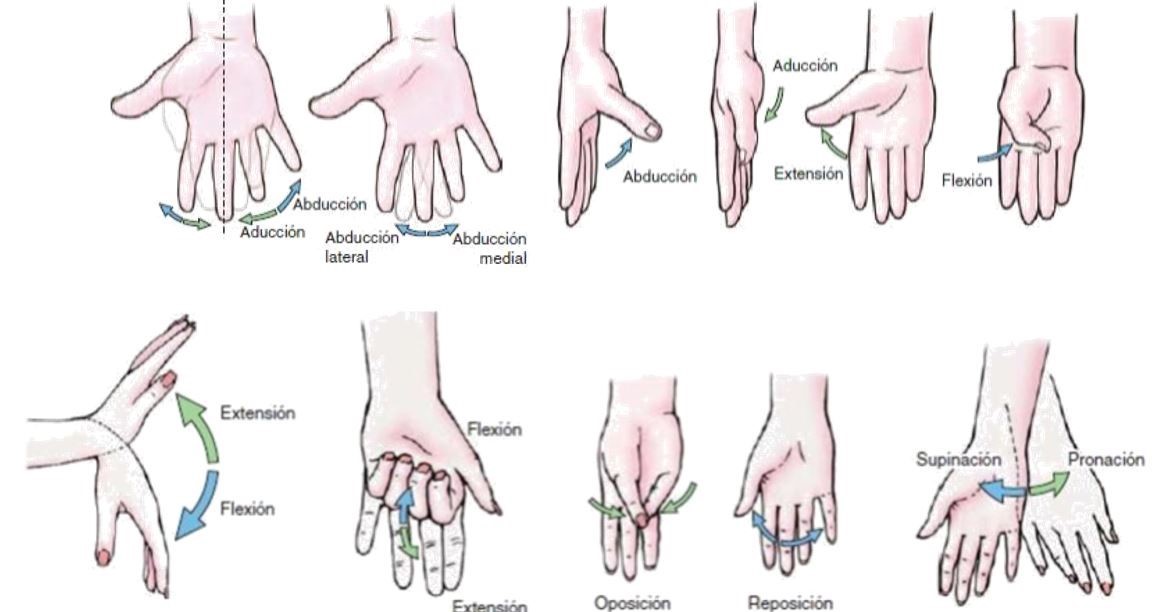 Abducción
Aducción
Abducción
lateral
Abducción
medial
Abducción
Aducción
Extensión
Flexión
Extensión
Flexión
Flexión
Extensión
Oposición
Reposición
Supinación
Pronación